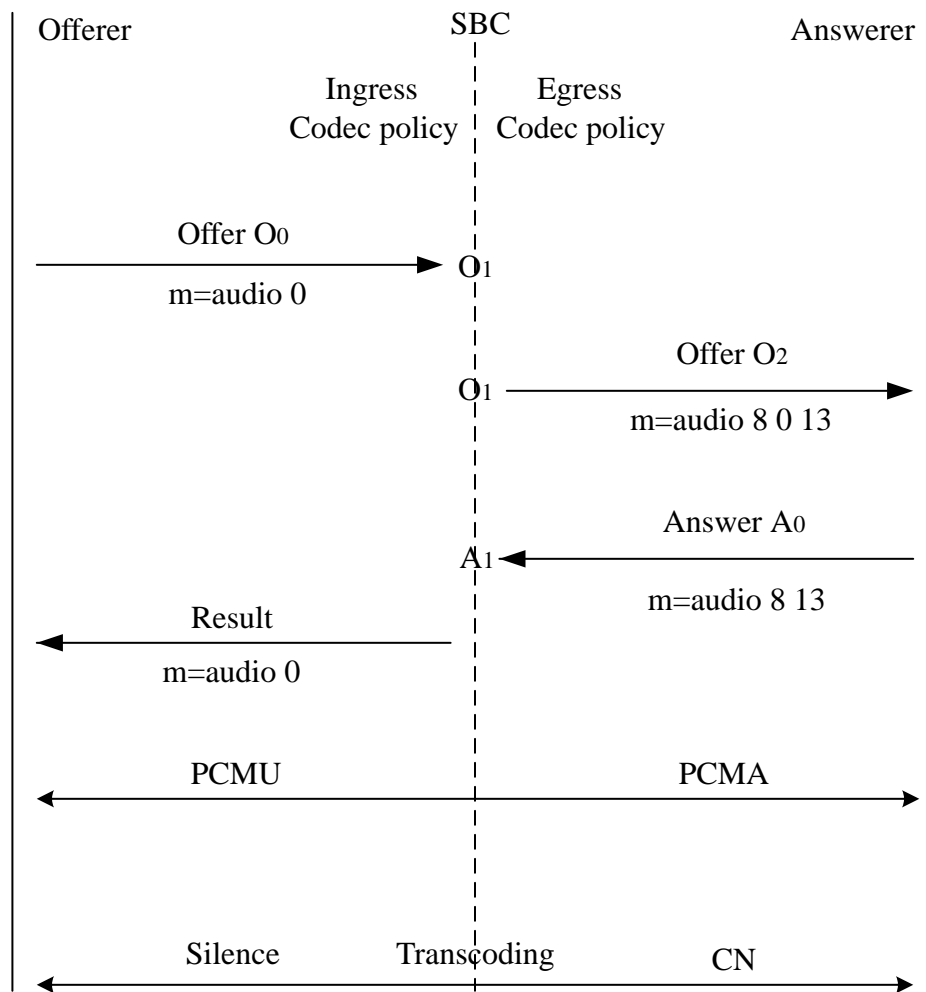 Offerer
SBC
Answerer
Ingress
Codec policy
Egress
Codec policy
Offer O0
O1
m=audio 0
Offer O2
O1
m=audio 8 0 13
Answer A0
A1
m=audio 8 13
Result
m=audio 0
PCMU
PCMA
Silence
Transcoding
CN